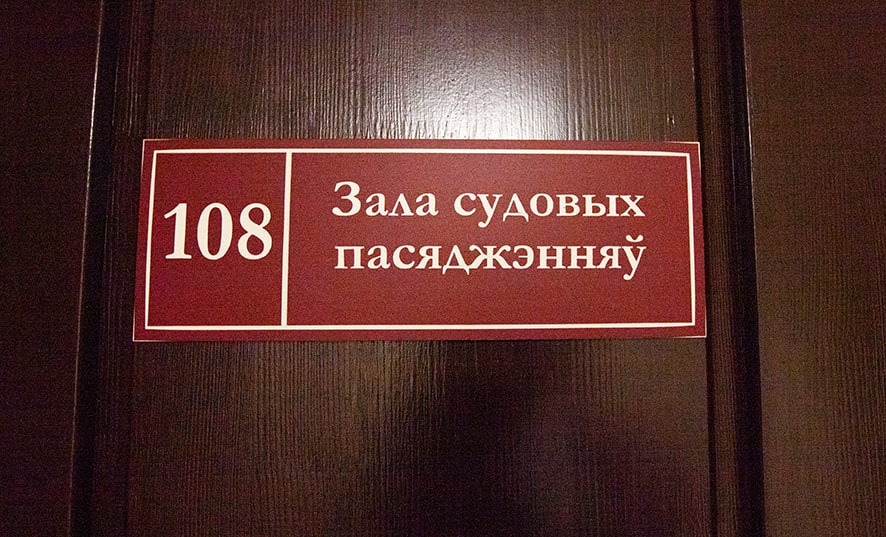 108
Зала судовых
пасяджэнняў